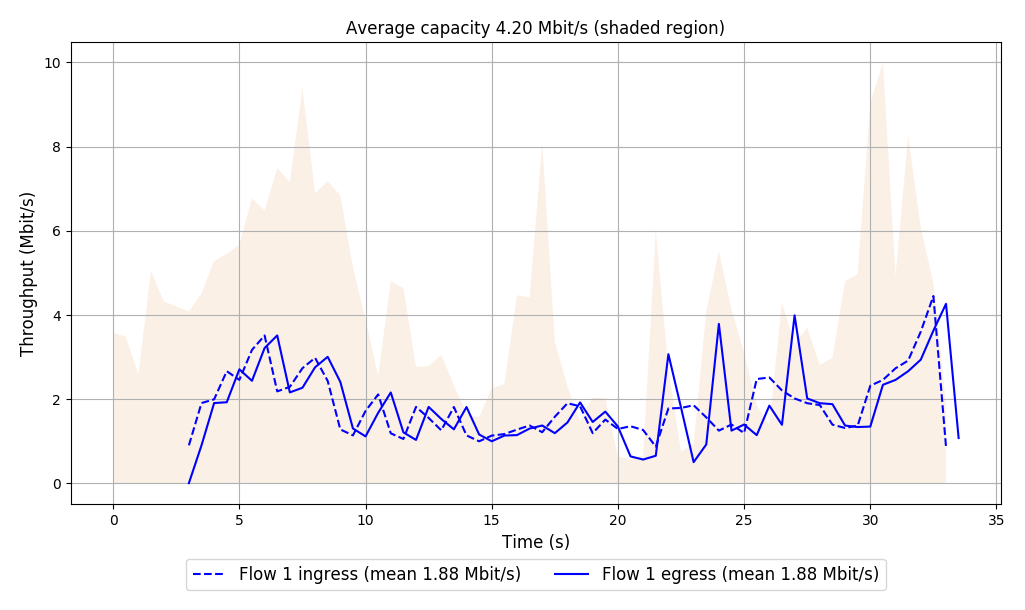 Average capacity 4.20 Mbit/s (shaded region)
10
8
6
4
2
0
Throughput (Mbit/s)
0 5 10 15 20 25 30 35
Time (s)
Flow 1 ingress (mean 1.88 Mbit/s) Flow 1 egress (mean 1.88 Mbit/s)